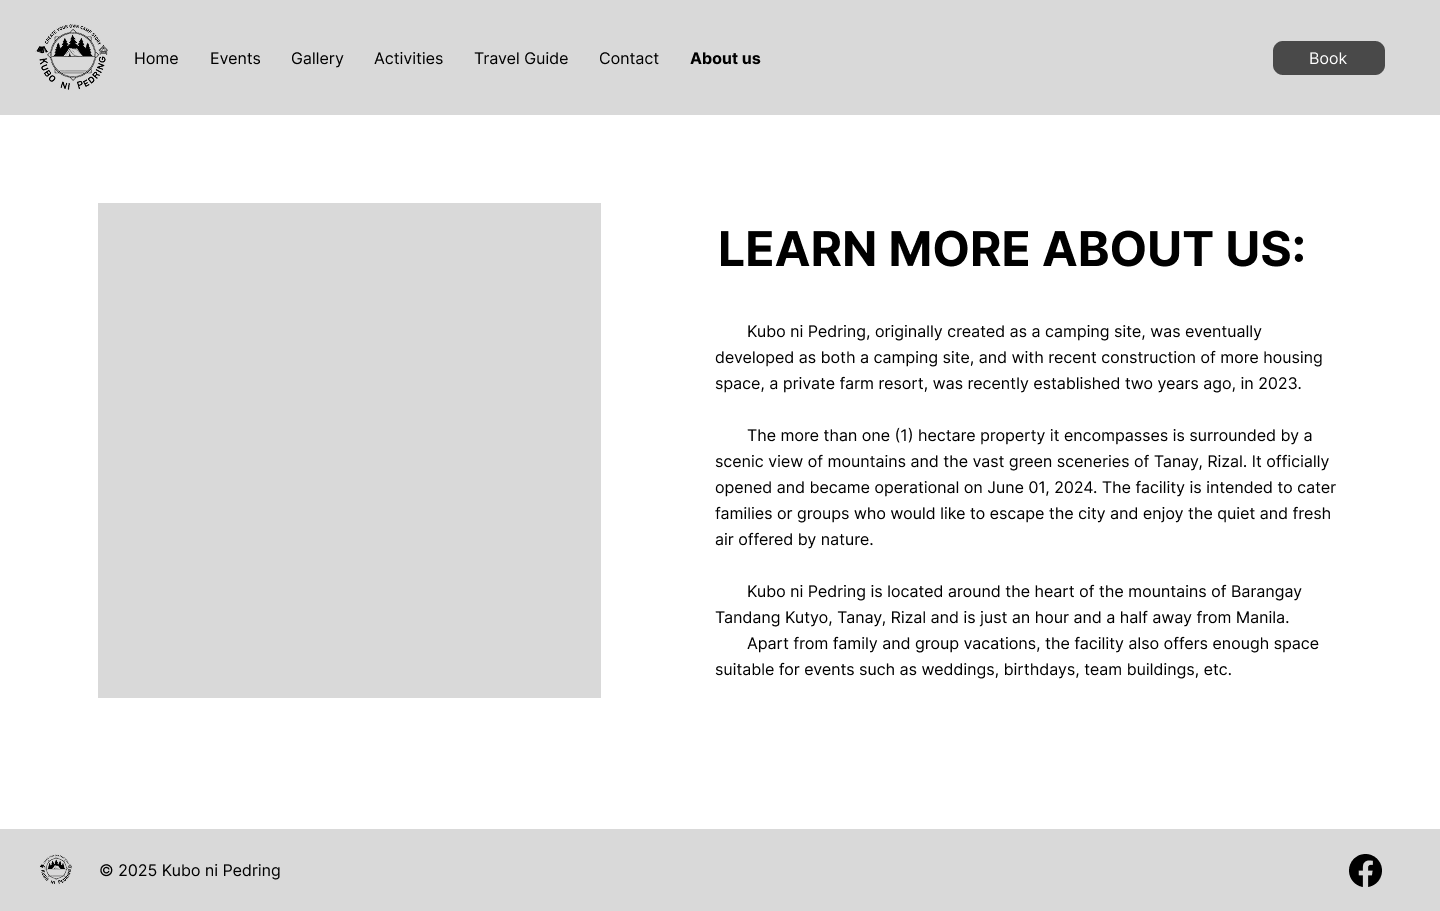 CREATE YOUR OWN CAMP STORY
KUBO NI PEDRING
Home
Events
Gallery
Activities
Travel Guide
Contact
About us
Book
LEARN MORE ABOUT US:
Kubo ni Pedring, originally created as a camping site, was eventually
developed as both a camping site, and with recent construction of more housing
space, a private farm resort, was recently established two years ago, in 2023.
The more than one (1) hectare property it encompasses is surrounded by a
scenic view of mountains and the vast green sceneries of Tanay, Rizal. It officially
opened and became operational on June 01, 2024. The facility is intended to cater
families or groups who would like to escape the city and enjoy the quiet and fresh
air offered by nature.
Kubo ni Pedring is located around the heart of the mountains of Barangay
Tandang Kutyo, Tanay, Rizal and is just an hour and a half away from Manila.
Apart from family and group vacations, the facility also offers enough space
suitable for events such as weddings, birthdays, team buildings, etc.
KUBO NI PEDRING
© 2025 Kubo ni Pedring